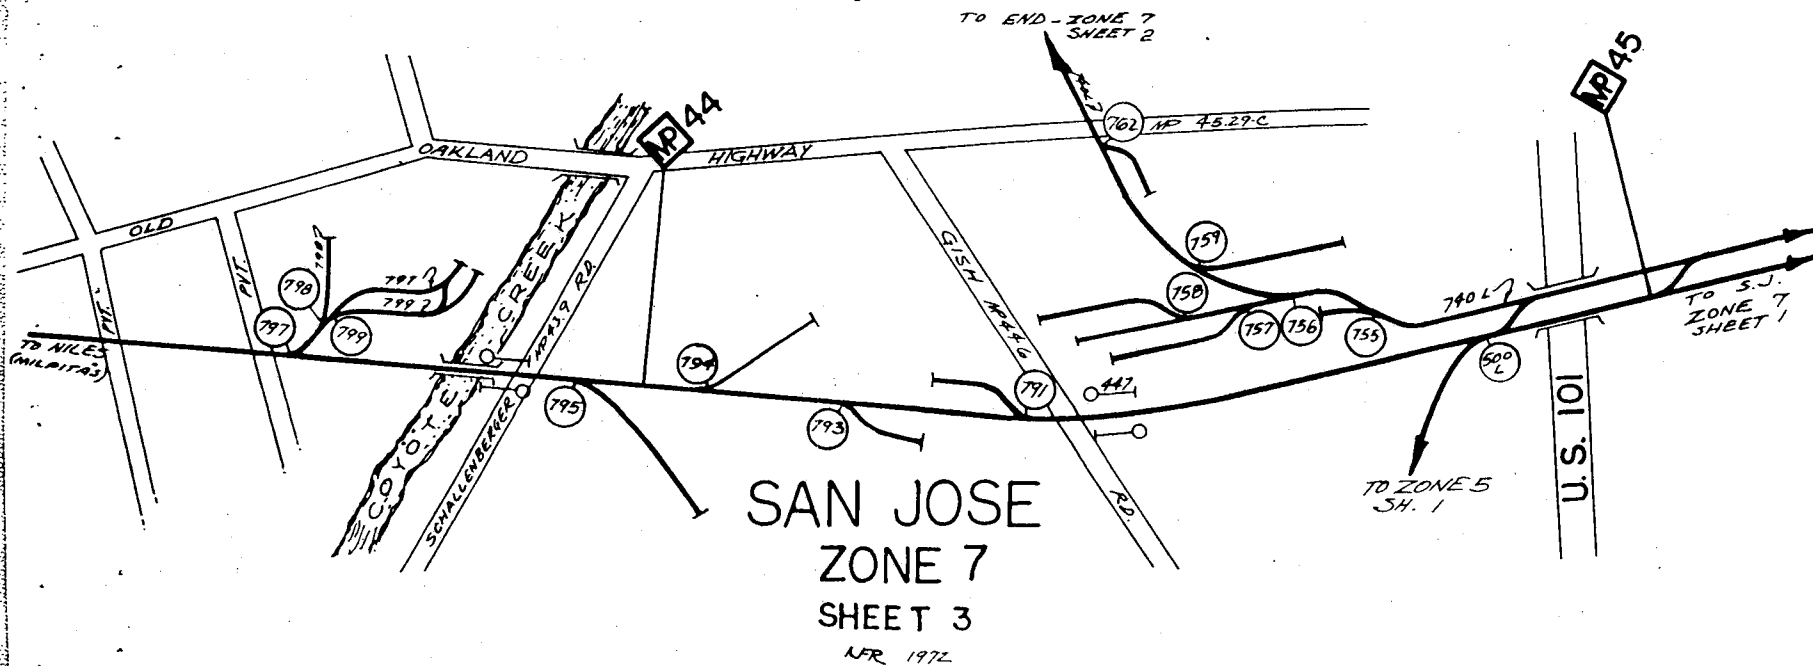 TO END - ZONE 7
SHEET 2
MP 45
MP 44
762
MP 45.29-C
OAKLAND
HIGHWAY
OLD
PVT.
PVT.
CREEK
COYOTE
SCHALLENBERGER
MP 43.9 RD.
GISH MP 44.6
RD.
798
798
797
799
797
799
759
758
757
756
755
740 L
TO S.J.
ZONE 7
SHEET 1
TO NILES
(MILPITAS)
794
795
793
791
447
500
L
TO ZONE 5
SH. 1
U.S. 101
SAN JOSE
ZONE 7
SHEET 3
1972